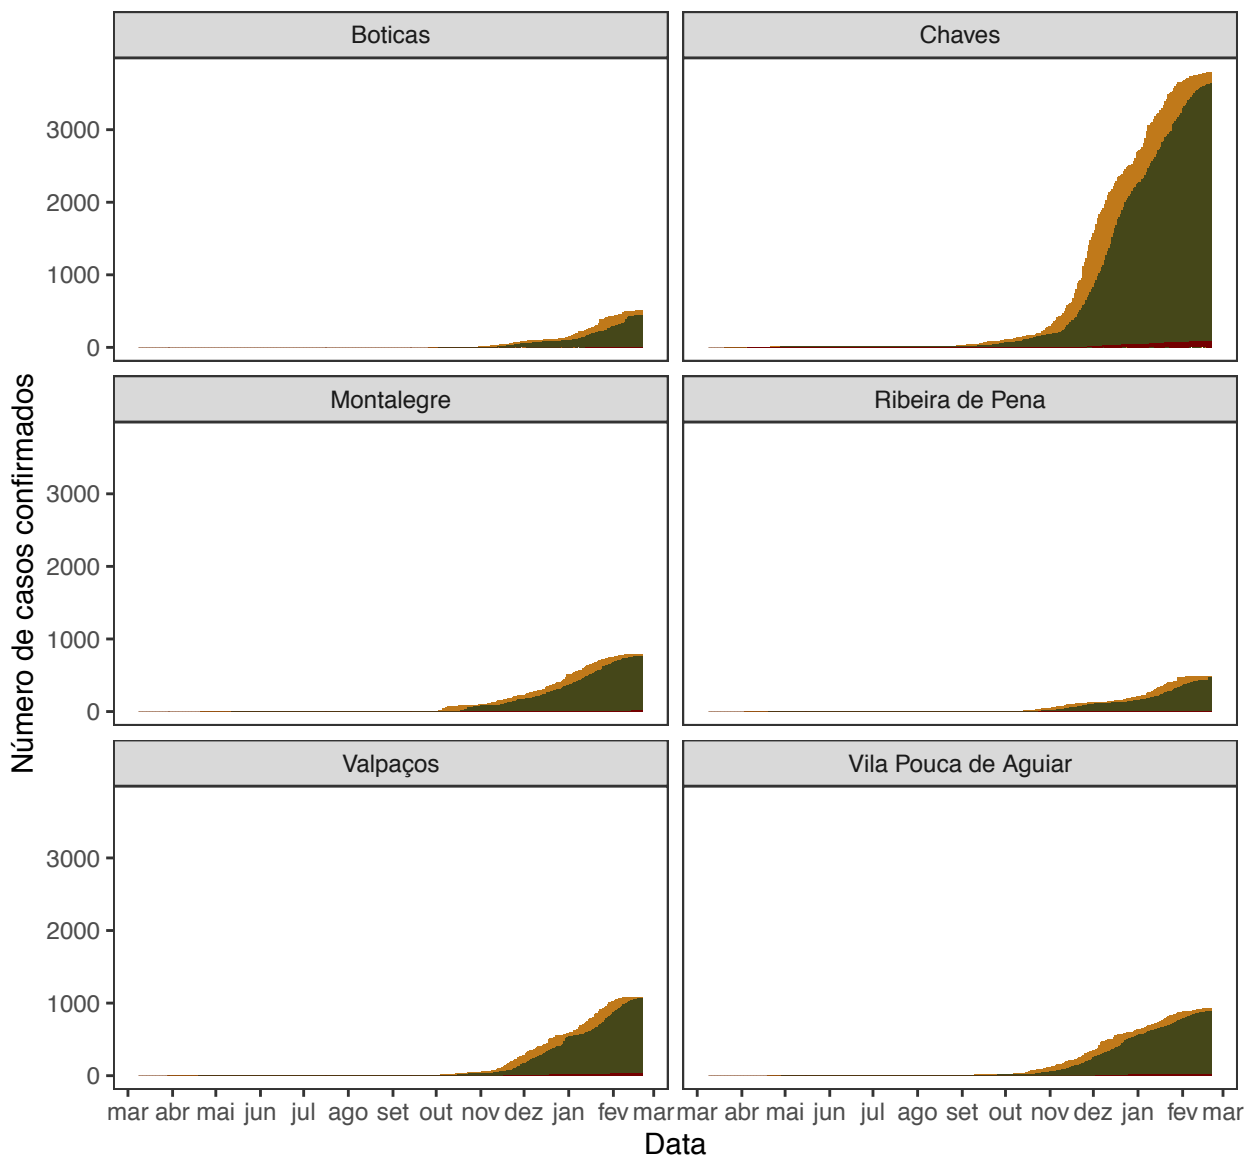 Boticas
Chaves
3000
2000
1000
0
Montalegre
Ribeira de Pena
3000
2000
1000
0
Valpaços
Vila Pouca de Aguiar
3000
2000
1000
0
mar abr mai jun jul ago set out nov dez jan fev mar
mar abr mai jun jul ago set out nov dez jan fev mar
Data
Número de casos confirmados